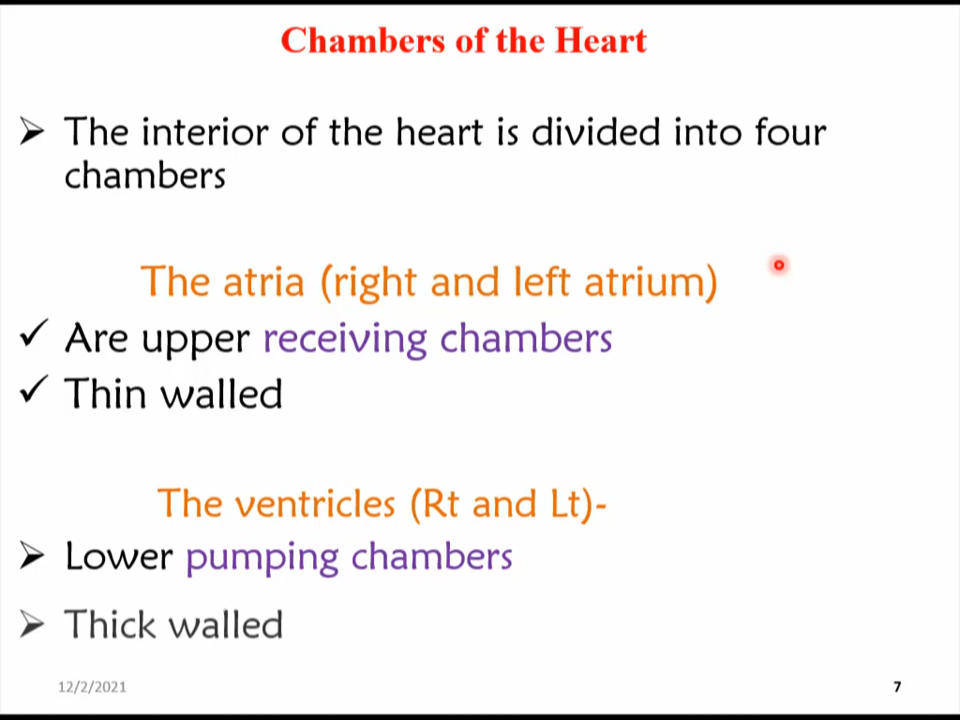 Chambers of the Heart
➢ The interior of the heart is divided into four
chambers
The atria (right and left atrium)
✓ Are upper receiving chambers
✓ Thin walled
The ventricles (Rt and Lt)-
➢ Lower pumping chambers
➢ Thick walled
12/2/2021
7